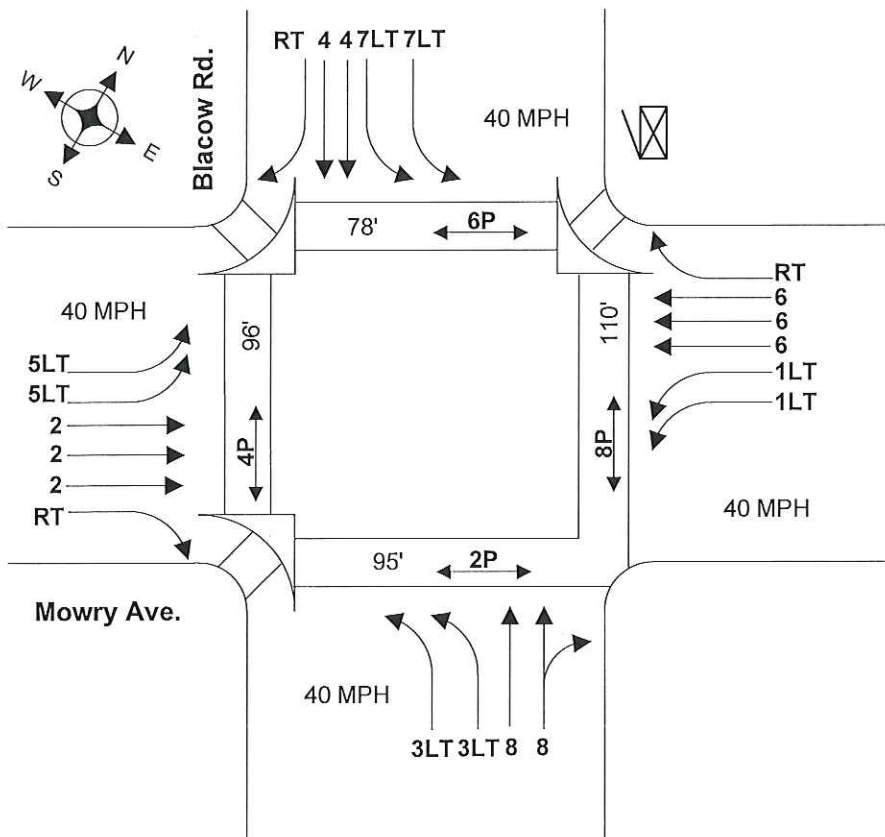 RT 4 4 7LT 7LT
N
W
E
S
Blacow Rd.
40 MPH
78'
6P
RT
6
6
6
1LT
1LT
40 MPH
5LT
5LT
2
2
2
RT
96'
4P
110'
8P
40 MPH
95'
2P
Mowry Ave.
40 MPH
3LT 3LT 8 8